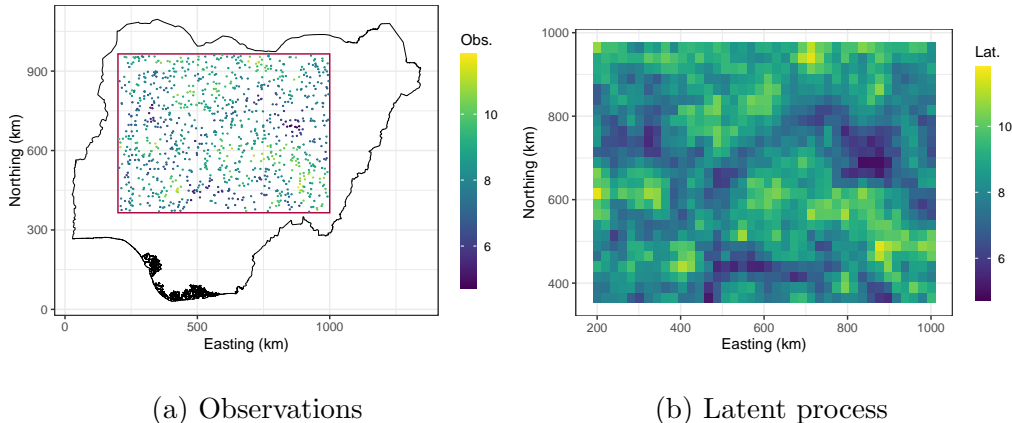 Obs.
900
600
300
0
Northing (km)
0
500
1000
Easting (km)
10
8
6
(a) Observations
Lat.
1000
800
600
400
Northing (km)
200
400
600
800
1000
Easting (km)
10
8
6
(b) Latent process